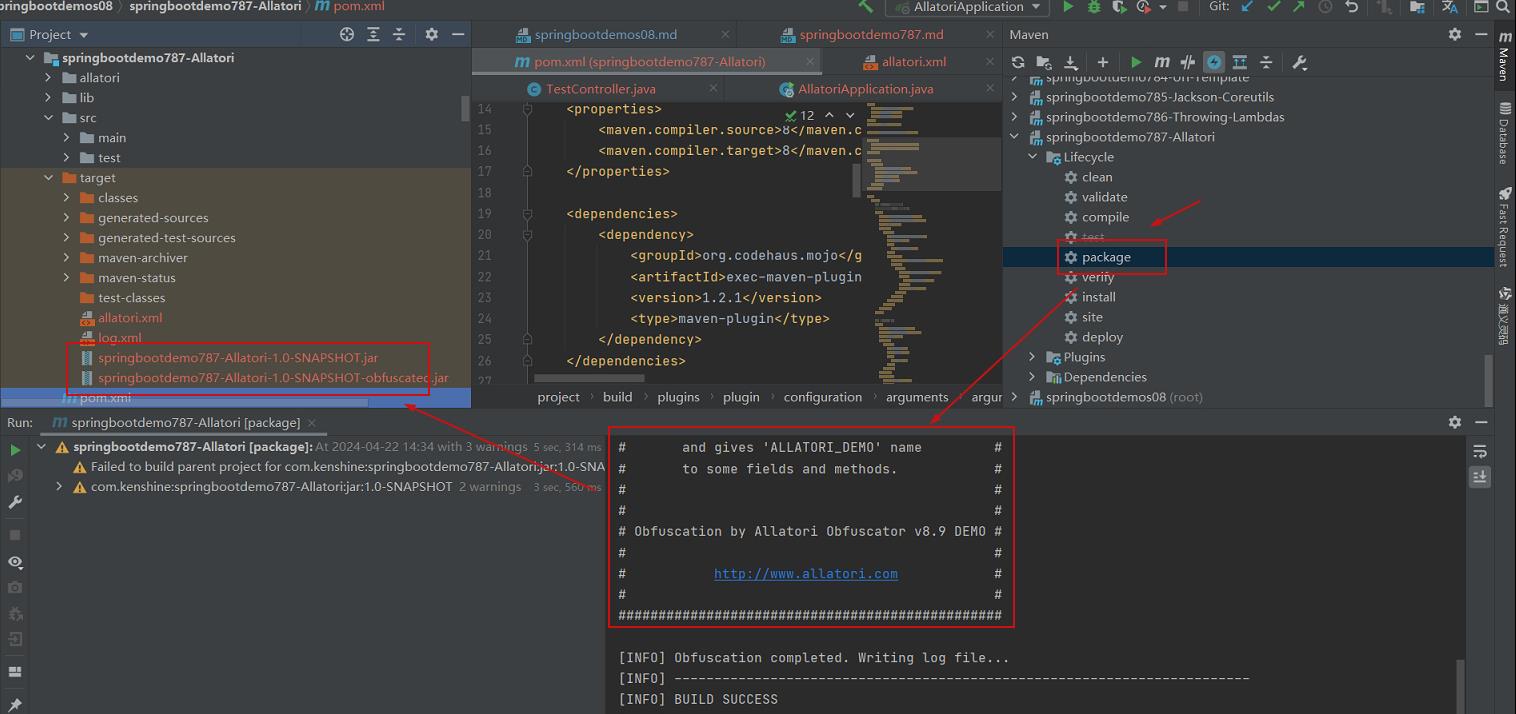 pringbootdemos08 springbootdemo787-Allatori m pom.xml
AllatoriApplication
Git:
Project
springbootdemo787-Allatori
allatori
lib
src
main
test
target
classes
generated-sources
generated-test-sources
maven-archiver
maven-status
test-classes
allatori.xml
log.xml
springbootdemo787-Allatori-1.0-SNAPSHOT.jar
springbootdemo787-Allatori-1.0-SNAPSHOT-obfuscated.jar
pom.xml
springbootdemos08.md
springbootdemo787.md
pom.xml (springbootdemo787-Allatori)
allatori.xml
TestController.java
AllatoriApplication.java
12
14 <properties>
15 <maven.compiler.source>8</maven.c
16 <maven.compiler.target>8</maven.c
17 </properties>
18
19 <dependencies>
20 <dependency>
21 <groupId>org.codehaus.mojo</g
22 <artifactId>exec-maven-plugin
23 <version>1.2.1</version>
24 <type>maven-plugin</type>
25 </dependency>
26 </dependencies>
27
project build plugins plugin configuration arguments argur
Maven
springbootdemo784-Uri-Template
springbootdemo785-Jackson-Coreutils
springbootdemo786-Throwing-Lambdas
springbootdemo787-Allatori
Lifecycle
clean
validate
compile
test
package
verify
install
site
deploy
Plugins
Dependencies
springbootdemos08 (root)
Maven
Database
Fast Request
通义灵码
Run: springbootdemo787-Allatori [package]
springbootdemo787-Allatori [package]: At 2024-04-22 14:34 with 3 warnings 5 sec, 314 ms
Failed to build parent project for com.kenshine:springbootdemo787-Allatori:jar:1.0-SNA
com.kenshine:springbootdemo787-Allatori:jar:1.0-SNAPSHOT 2 warnings 3 sec, 560 ms
# and gives 'ALLATORI_DEMO' name #
# to some fields and methods. #
# #
# #
# Obfuscation by Allatori Obfuscator v8.9 DEMO #
# #
# http://www.allatori.com #
# #
################################################
[INFO] Obfuscation completed. Writing log file...
[INFO] ------------------------------------------------------------------------
[INFO] BUILD SUCCESS